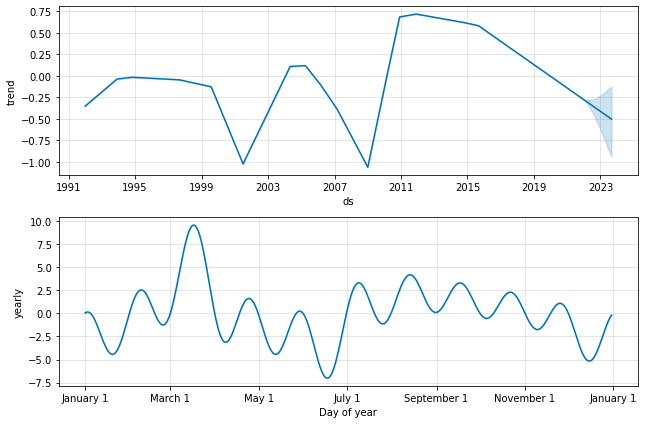 0.75
0.50
0.25
0.00
−0.25
−0.50
−0.75
−1.00
trend
1991 1995 1999 2003 2007 2011 2015 2019 2023
ds
10.0
7.5
5.0
2.5
0.0
−2.5
−5.0
−7.5
yearly
January 1 March 1 May 1 July 1 September 1 November 1 January 1
Day of year